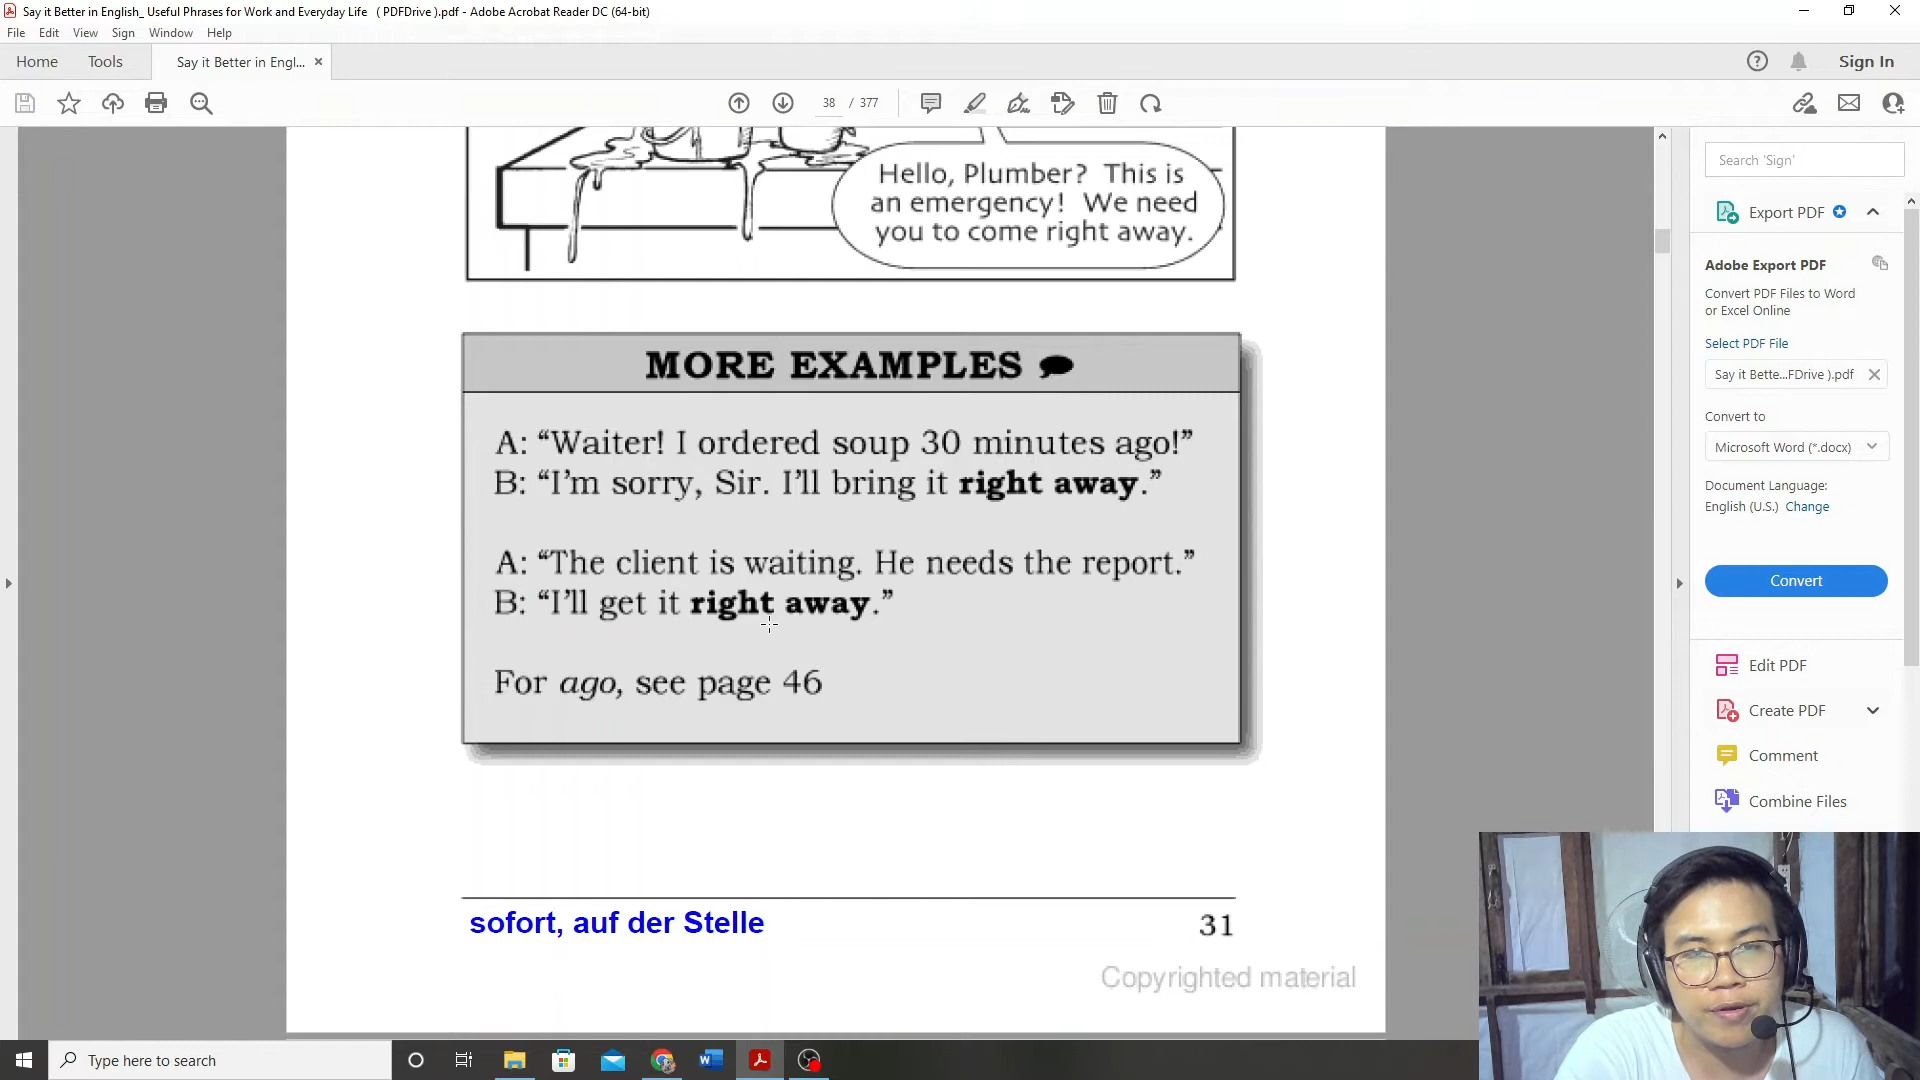 Say it Better in English_ Useful Phrases for Work and Everyday Life ( PDFDrive ).pdf - Adobe Acrobat Reader DC (64-bit)
File Edit View Sign Window Help
Home Tools Say it Better in Engl... Sign In
38 / 377
Hello, Plumber? This is
an emergency! We need
you to come right away.
MORE EXAMPLES
A: “Waiter! I ordered soup 30 minutes ago!”
B: “I’m sorry, Sir. I’ll bring it right away.”
A: “The client is waiting. He needs the report.”
B: “I’ll get it right away.”
For ago, see page 46
sofort, auf der Stelle
31
Copyrighted material
Search 'Sign'
Export PDF
Adobe Export PDF
Convert PDF Files to Word
or Excel Online
Select PDF File
Say it Bette...FDrive ).pdf
Convert to
Microsoft Word (*.docx)
Document Language:
English (U.S.) Change
Convert
Edit PDF
Create PDF
Comment
Combine Files
Type here to search